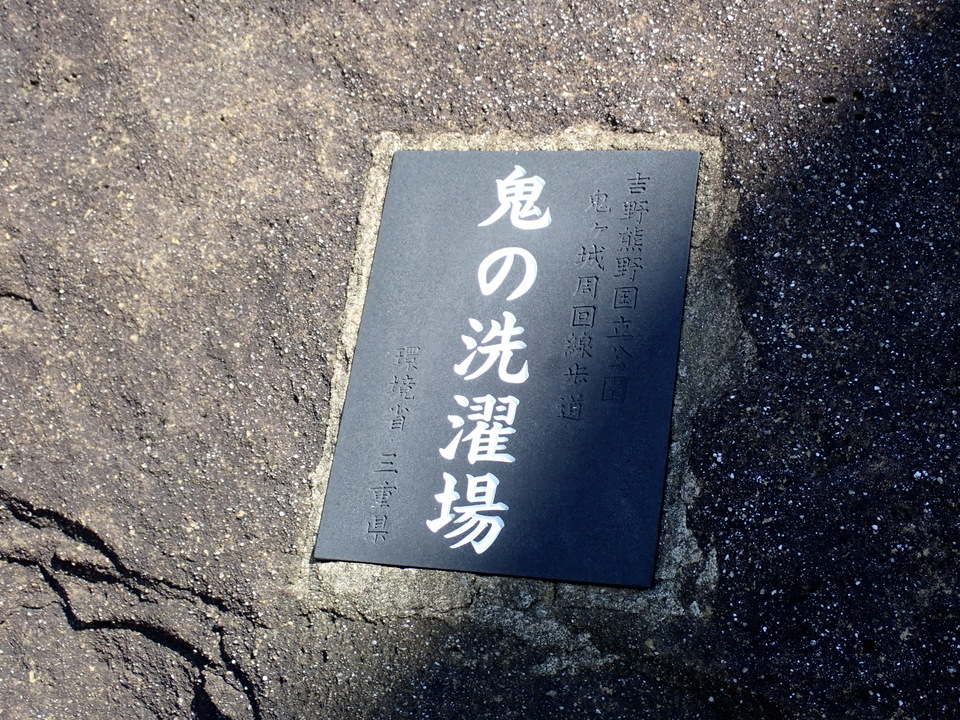 吉野熊野国立公園
鬼ヶ城周回線歩道
鬼の洗濯場
環境省 三重県